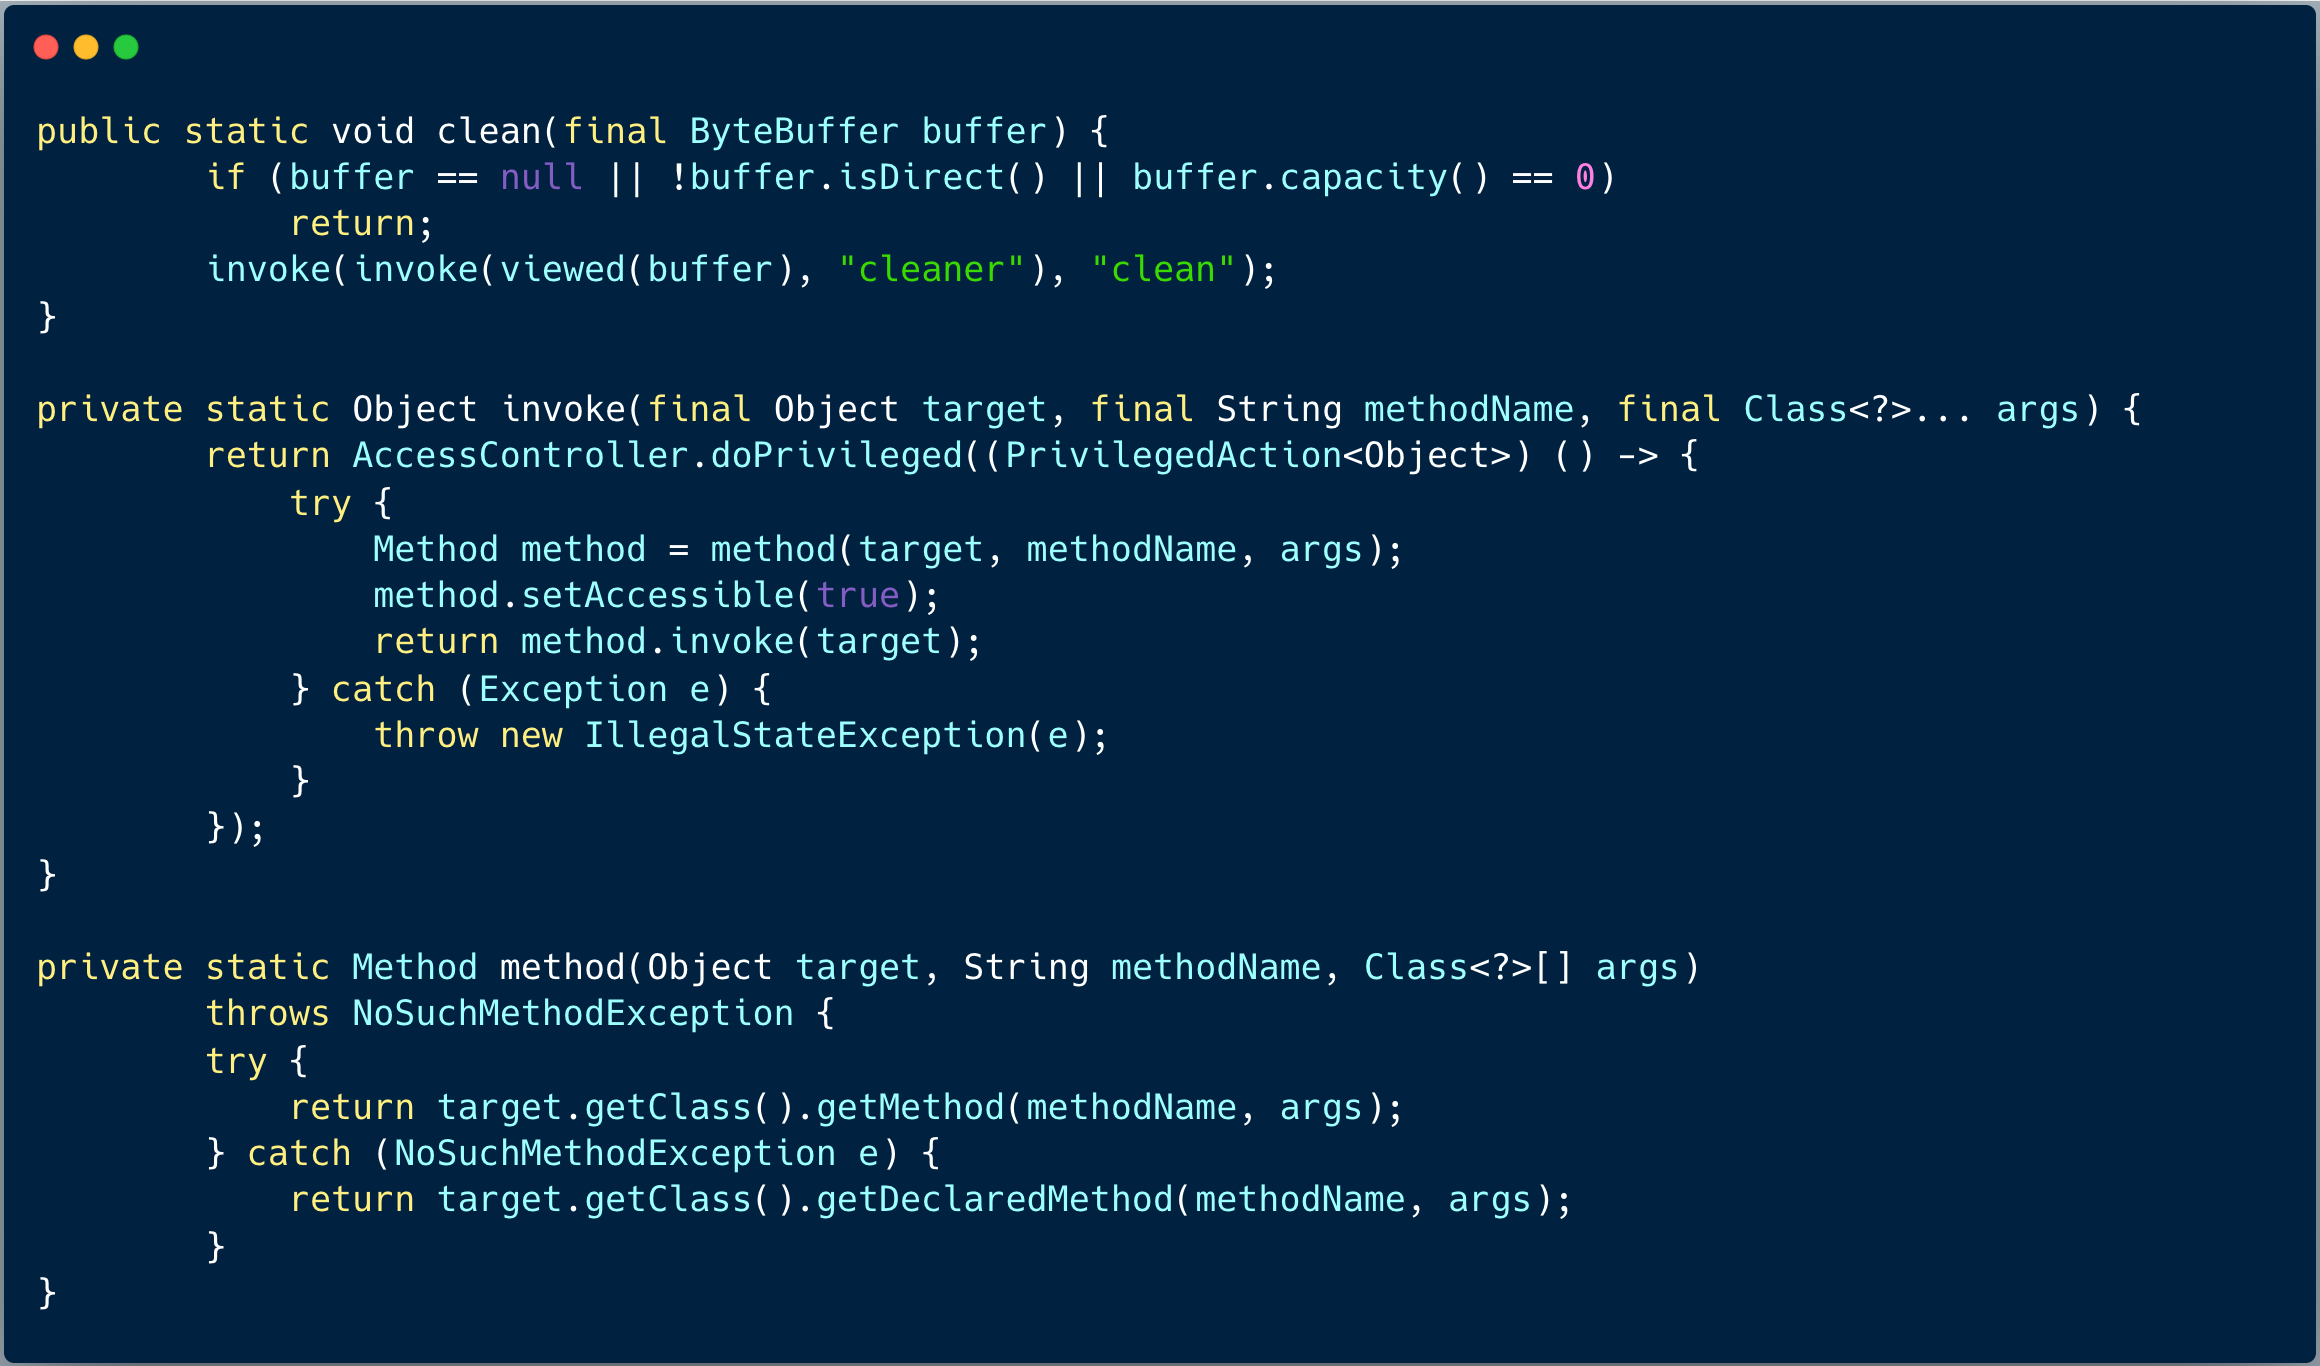 public static void clean(final ByteBuffer buffer) {
        if (buffer == null || !buffer.isDirect() || buffer.capacity() == 0)
            return;
        invoke(invoke(viewed(buffer), "cleaner"), "clean");
}

private static Object invoke(final Object target, final String methodName, final Class<?>... args) {
        return AccessController.doPrivileged((PrivilegedAction<Object>) () -> {
            try {
                Method method = method(target, methodName, args);
                method.setAccessible(true);
                return method.invoke(target);
            } catch (Exception e) {
                throw new IllegalStateException(e);
            }
        });
}

private static Method method(Object target, String methodName, Class<?>[] args)
        throws NoSuchMethodException {
        try {
            return target.getClass().getMethod(methodName, args);
        } catch (NoSuchMethodException e) {
            return target.getClass().getDeclaredMethod(methodName, args);
        }
}